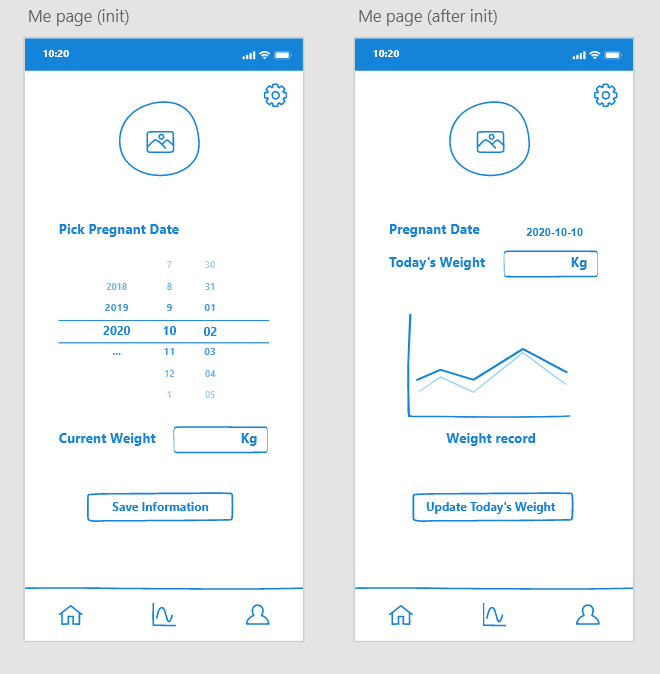 Me page (init)
10:20
Pick Pregnant Date
7 30
2018 8 31
2019 9 01
2020 10 02
... 11 03
12 04
1 05
Current Weight Kg
Save Information
Me page (after init)
10:20
Pregnant Date 2020-10-10
Today's Weight Kg
Weight record
Update Today's Weight